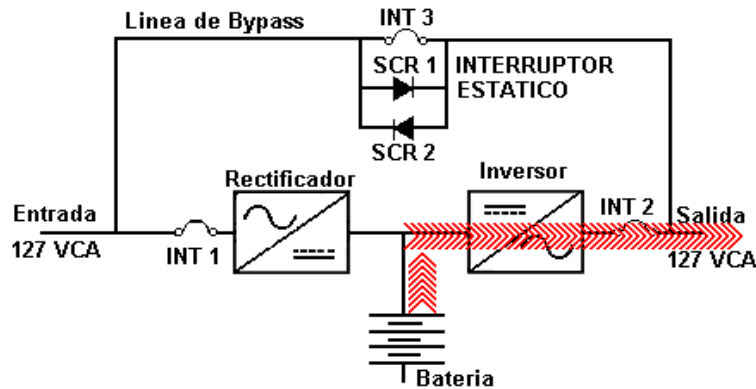 Linea de Bypass
INT 3
SCR 1
INTERRUPTOR
ESTATICO
SCR 2
Rectificador
Inversor
Entrada
127 VCA
INT 1
INT 2
Salida
127 VCA
Bateria